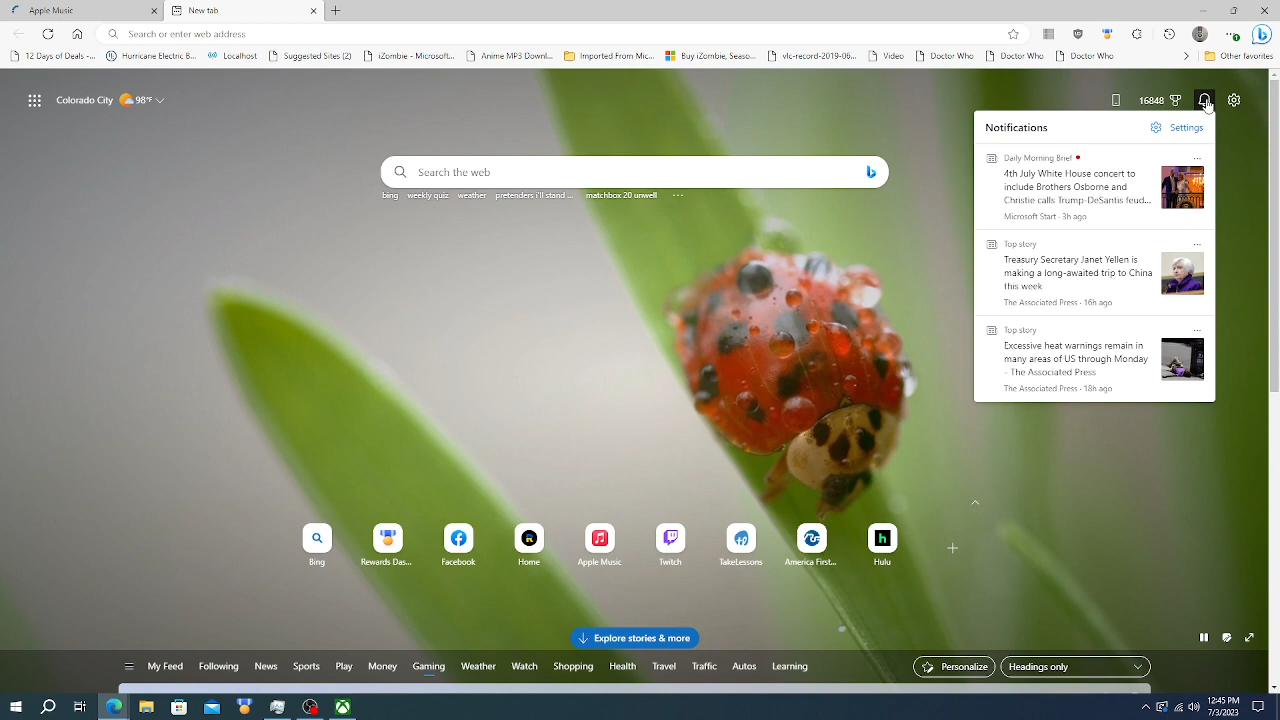 Apple Music
New tab
Search or enter web address
12 Days of Deals -...
Hurricane Electric B...
Localhost
Suggested Sites (2)
iZombie - Microsoft...
Anime MP3 Downl...
Imported From Mic...
Buy iZombie, Season...
vlc-record-2019-06...
Video
Doctor Who
Doctor Who
Doctor Who
Other favorites
Colorado City
98°F
16848
Search the web
bing
weekly quiz
weather
pretenders i'll stand ...
matchbox 20 unwell
Notifications
Settings
Daily Morning Brief
4th July White House concert to
include Brothers Osborne and
Christie calls Trump-DeSantis feud...
Microsoft Start · 3h ago
Top story
Treasury Secretary Janet Yellen is
making a long-awaited trip to China
this week
The Associated Press · 16h ago
Top story
Excessive heat warnings remain in
many areas of US through Monday
- The Associated Press
The Associated Press · 18h ago
Bing
Rewards Das...
Facebook
Home
Apple Music
Twitch
TakeLessons
America First...
Hulu
Explore stories & more
My Feed
Following
News
Sports
Play
Money
Gaming
Weather
Watch
Shopping
Health
Travel
Traffic
Autos
Learning
Personalize
Headings only
12:45 PM
7/3/2023